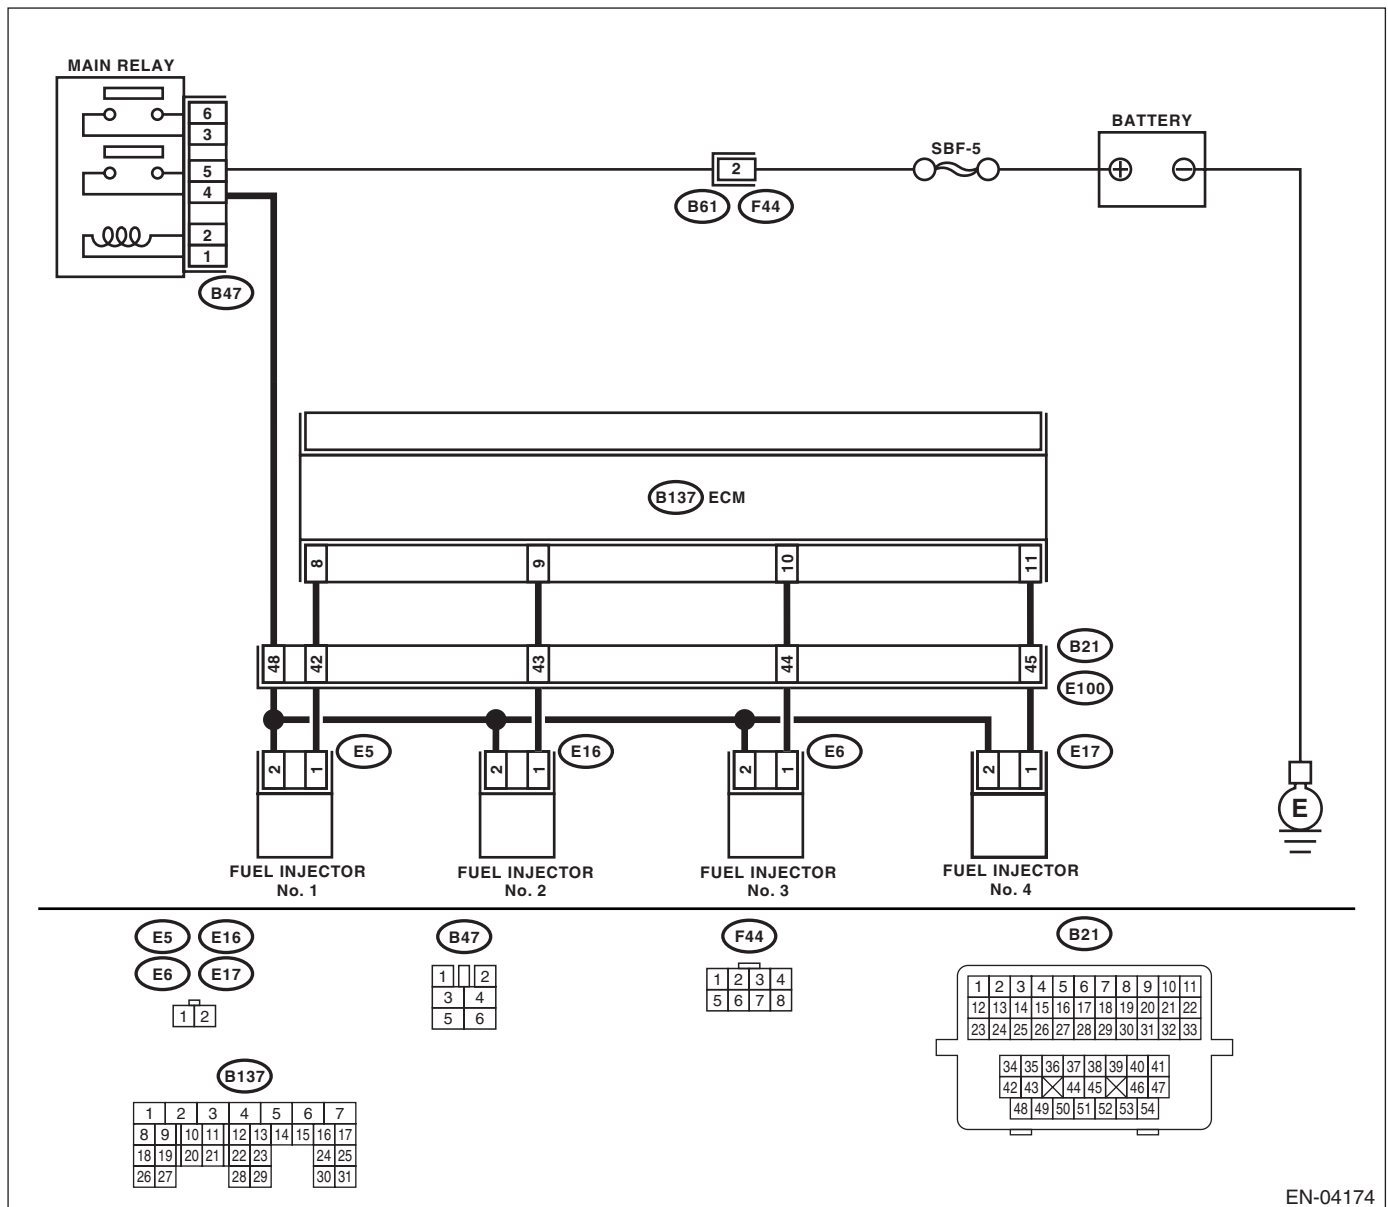 MAIN RELAY
6
3
5
4
2
1
B47
2
B61 F44
SBF-5
BATTERY
+ −
B137 ECM
8 9 10 11
48 42 43 44 45
B21
E100
2 1 E5
2 1 E16
2 1 E6
2 1 E17
E
FUEL INJECTOR
No. 1
FUEL INJECTOR
No. 2
FUEL INJECTOR
No. 3
FUEL INJECTOR
No. 4
E5 E16
E6 E17
1 2
B47
1 2
3 4
5 6
F44
1 2 3 4
5 6 7 8
B21
1 2 3 4 5 6 7 8 9 10 11
12 13 14 15 16 17 18 19 20 21 22
23 24 25 26 27 28 29 30 31 32 33
34 35 36 37 38 39 40 41
42 43 44 45 46 47
48 49 50 51 52 53 54
B137
1 2 3 4 5 6 7
8 9 10 11 12 13 14 15 16 17
18 19 20 21 22 23 24 25
26 27 28 29 30 31
EN-04174